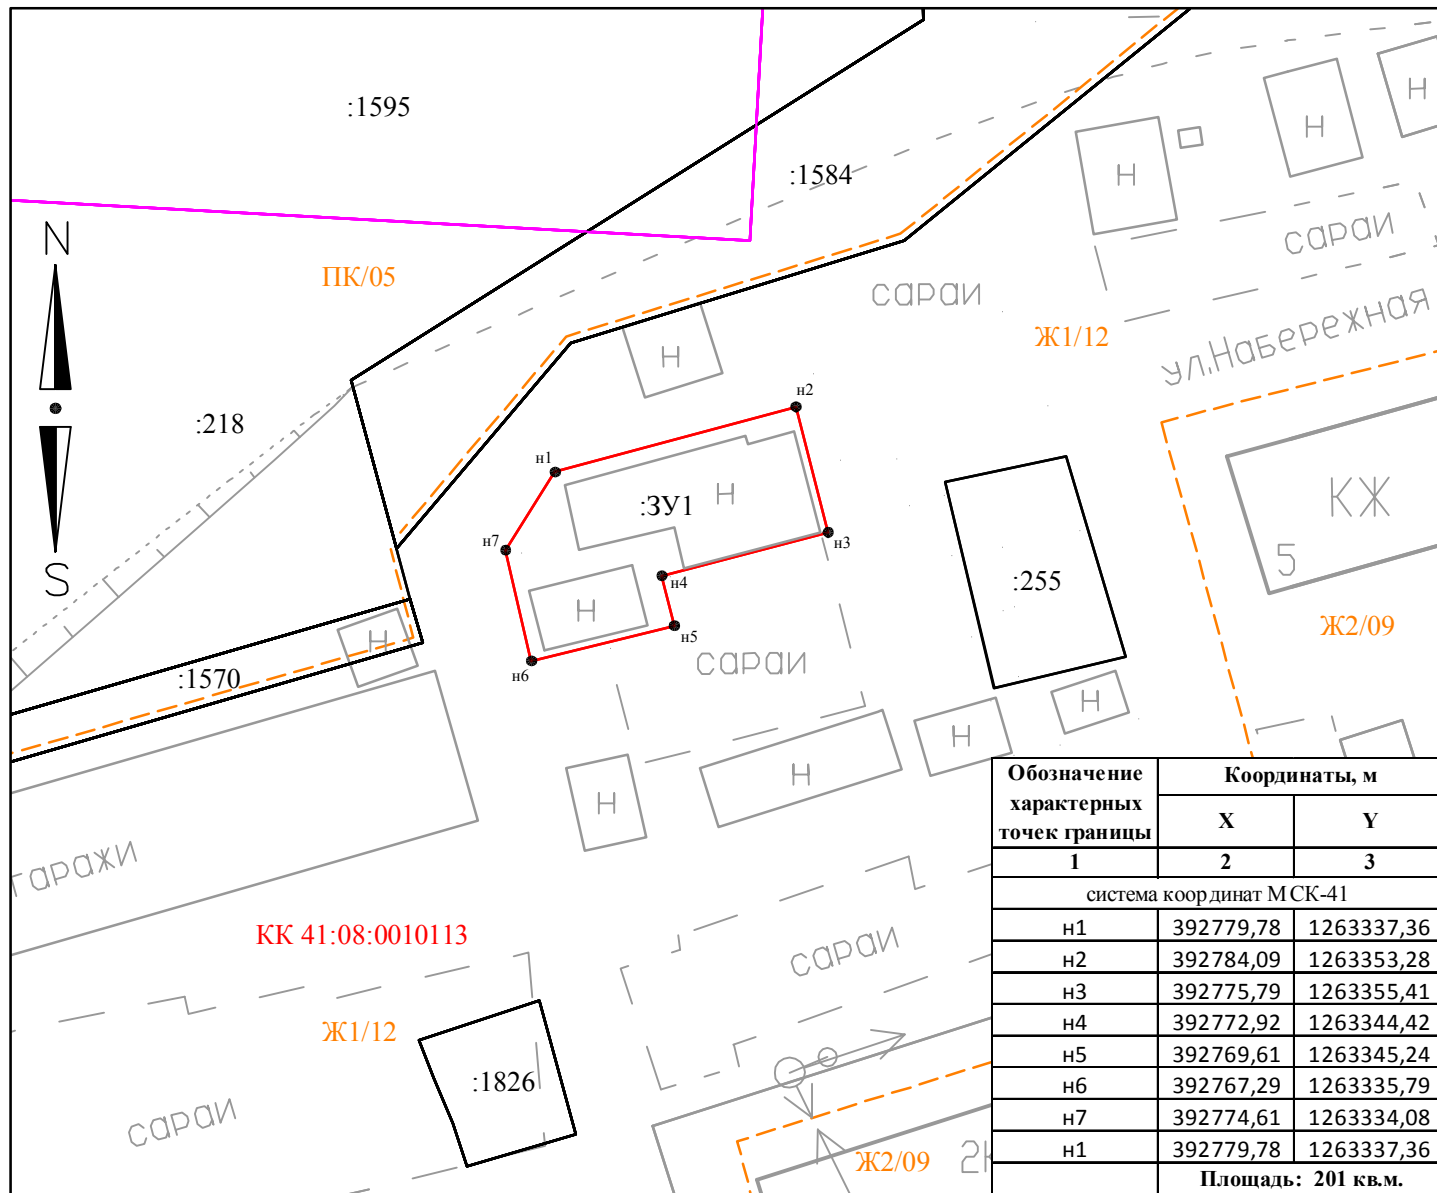 :1595
:1584
Н
Н
Н
N
ПК/05
сараи
сараи
ул.Набережная
Ж1/12
Н
:218
н2
н1
:ЗУ1
Н
КЖ
н7
н3
S
н4
5
:255
Н
н5
Ж2/09
Н
:1570
сараи
н6
Н
Н
Н
Н
гаражи
КК 41:08:0010113
сараи
Ж1/12
:1826
сараи
Ж2/09
Обозначение характерных точек границы
Координаты, м
X Y
1 2 3
система координат МСК-41
н1 392779,78 1263337,36
н2 392784,09 1263353,28
н3 392775,79 1263355,41
н4 392772,92 1263344,42
н5 392769,61 1263345,24
н6 392767,29 1263335,79
н7 392774,61 1263334,08
н1 392779,78 1263337,36
Площадь: 201 кв.м.